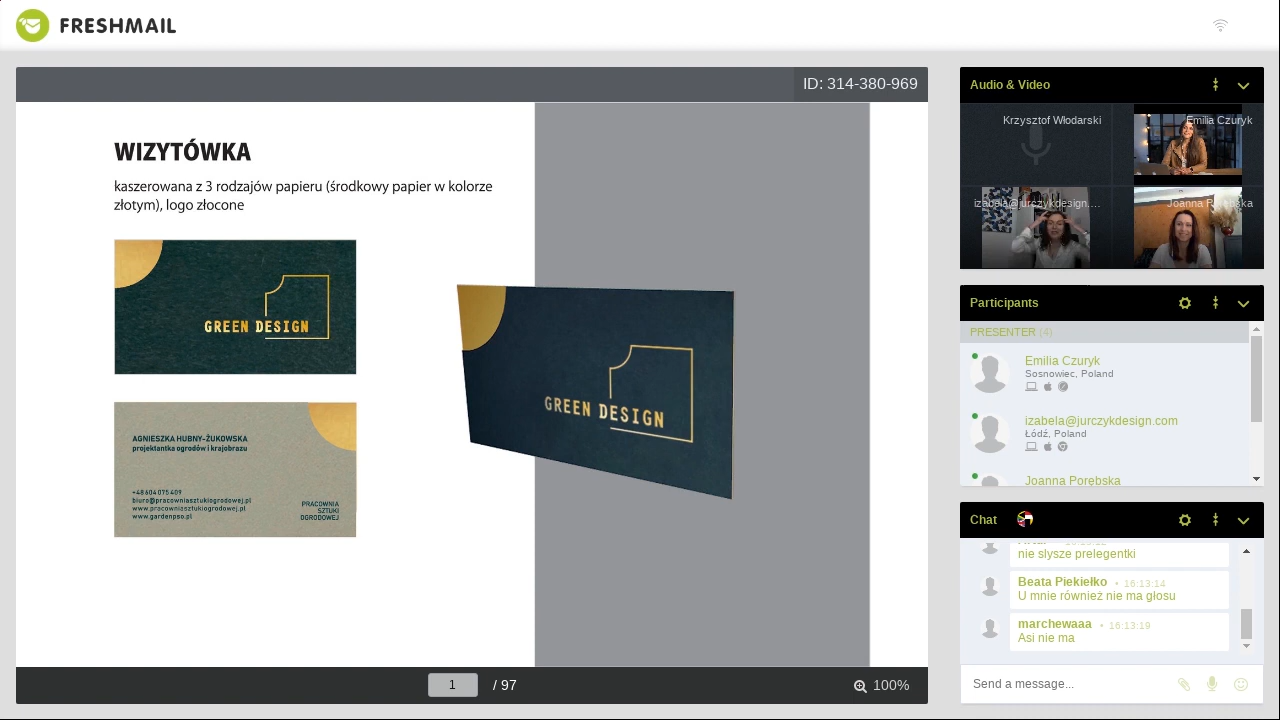 FRESHMAIL
ID: 314-380-969
WIZYTÓWKA
kaszerowana z 3 rodzajów papieru (środkowy papier w kolorze
złotym), logo złocone
GREEN DESIGN
GREEN DESIGN
AGNIESZKA HUBNY-ŻUKOWSKA
projektantka ogrodów i krajobrazu
+48 604 075 409
biuro@pracowniasztukiogrodowej.pl
www.pracowniasztukiogrodowej.pl
www.gardenpso.pl
PRACOWNIA
SZTUKI
OGRODOWEJ
1 / 97
100%
Audio & Video
Krzysztof Włodarski
Emilia Czuryk
izabela@jurczykdesign....
Joanna Porębska
Participants
PRESENTER (4)
Emilia Czuryk
Sosnowiec, Poland
izabela@jurczykdesign.com
Łódź, Poland
Joanna Porębska
Chat
nie slysze prelegentki
Beata Piekiełko • 16:13:14
U mnie również nie ma głosu
marchewaaa • 16:13:19
Asi nie ma
Send a message...